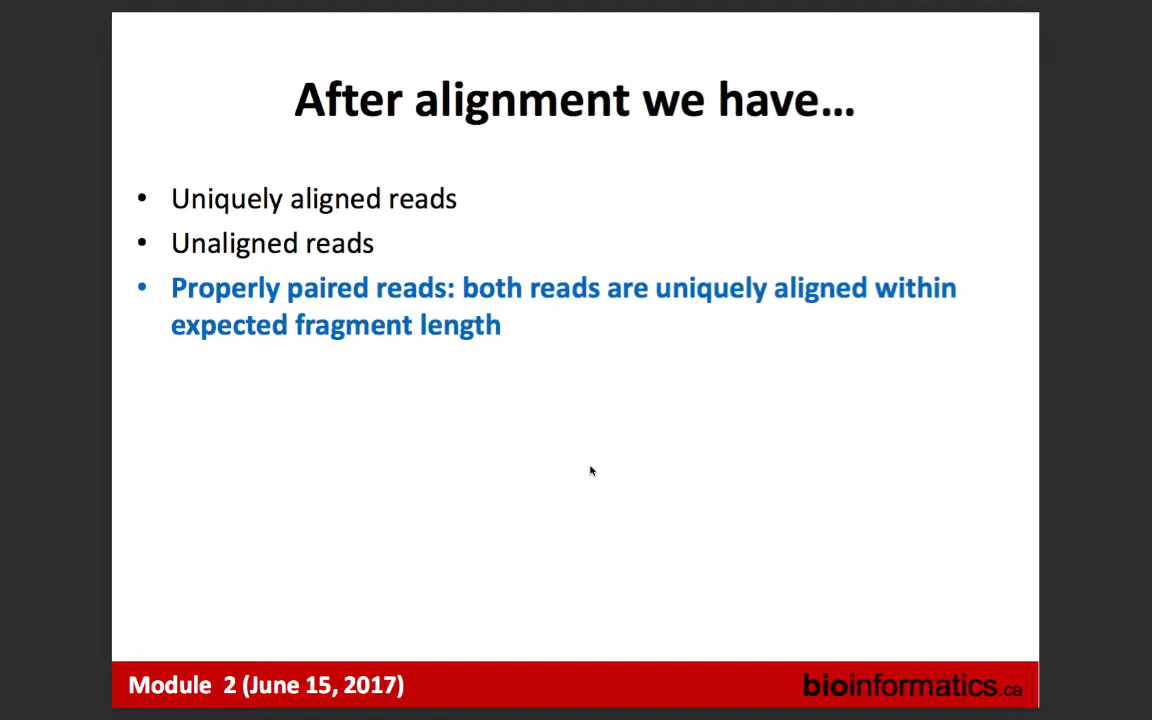 After alignment we have…
• Uniquely aligned reads
• Unaligned reads
• Properly paired reads: both reads are uniquely aligned within
expected fragment length
Module 2 (June 15, 2017)
bioinformatics.ca